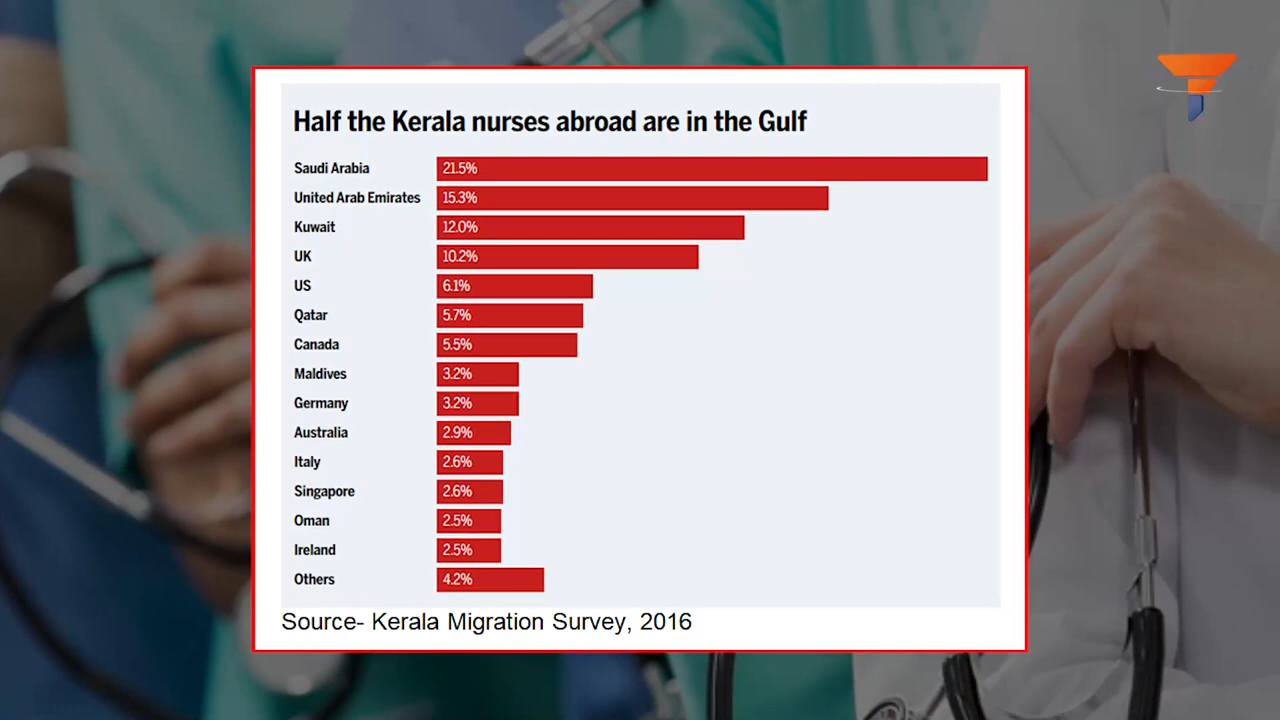 Half the Kerala nurses abroad are in the Gulf
Saudi Arabia 21.5%
United Arab Emirates 15.3%
Kuwait 12.0%
UK 10.2%
US 6.1%
Qatar 5.7%
Canada 5.5%
Maldives 3.2%
Germany 3.2%
Australia 2.9%
Italy 2.6%
Singapore 2.6%
Oman 2.5%
Ireland 2.5%
Others 4.2%
Source- Kerala Migration Survey, 2016